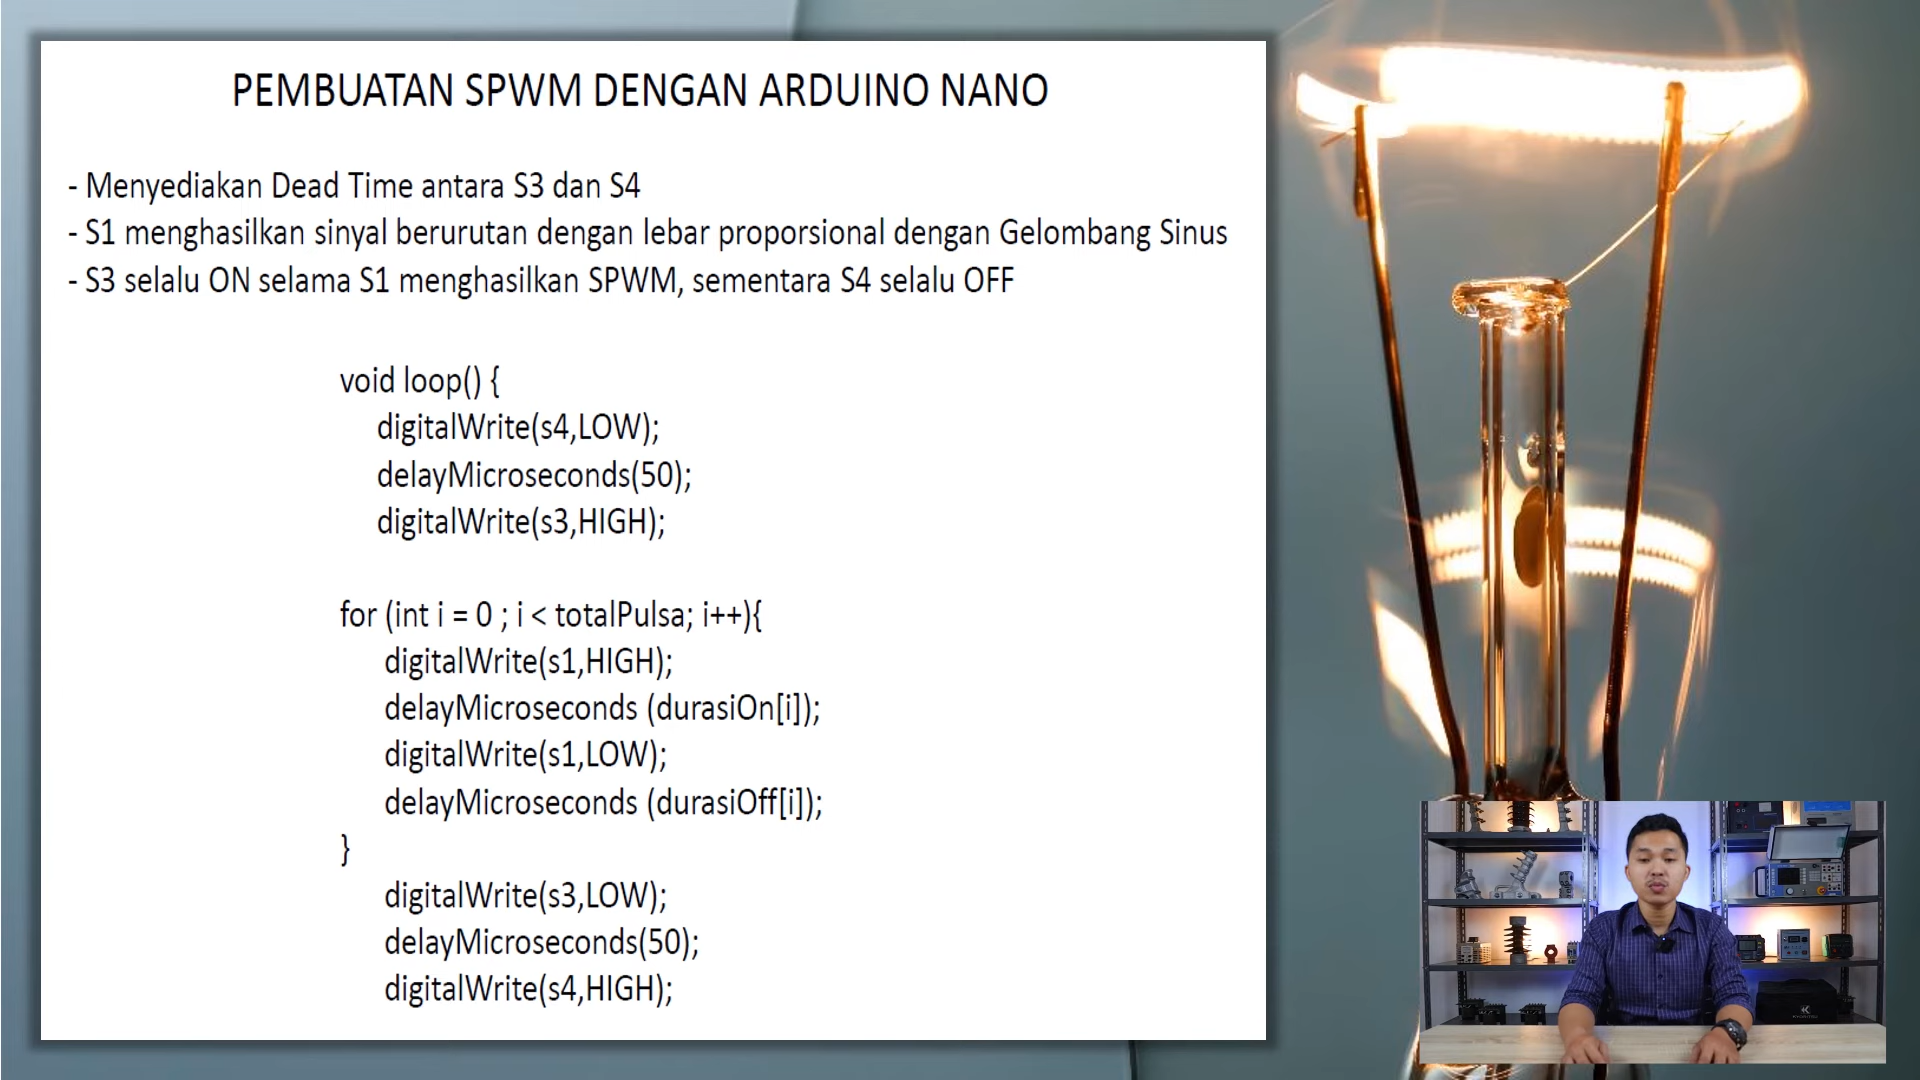 PEMBUATAN SPWM DENGAN ARDUINO NANO
- Menyediakan Dead Time antara S3 dan S4
- S1 menghasilkan sinyal berurutan dengan lebar proporsional dengan Gelombang Sinus
- S3 selalu ON selama S1 menghasilkan SPWM, sementara S4 selalu OFF
void loop() {
digitalWrite(s4,LOW);
delayMicroseconds(50);
digitalWrite(s3,HIGH);
for (int i = 0 ; i < totalPulsa; i++){
digitalWrite(s1,HIGH);
delayMicroseconds (durasiOn[i]);
digitalWrite(s1,LOW);
delayMicroseconds (durasiOff[i]);
}
digitalWrite(s3,LOW);
delayMicroseconds(50);
digitalWrite(s4,HIGH);